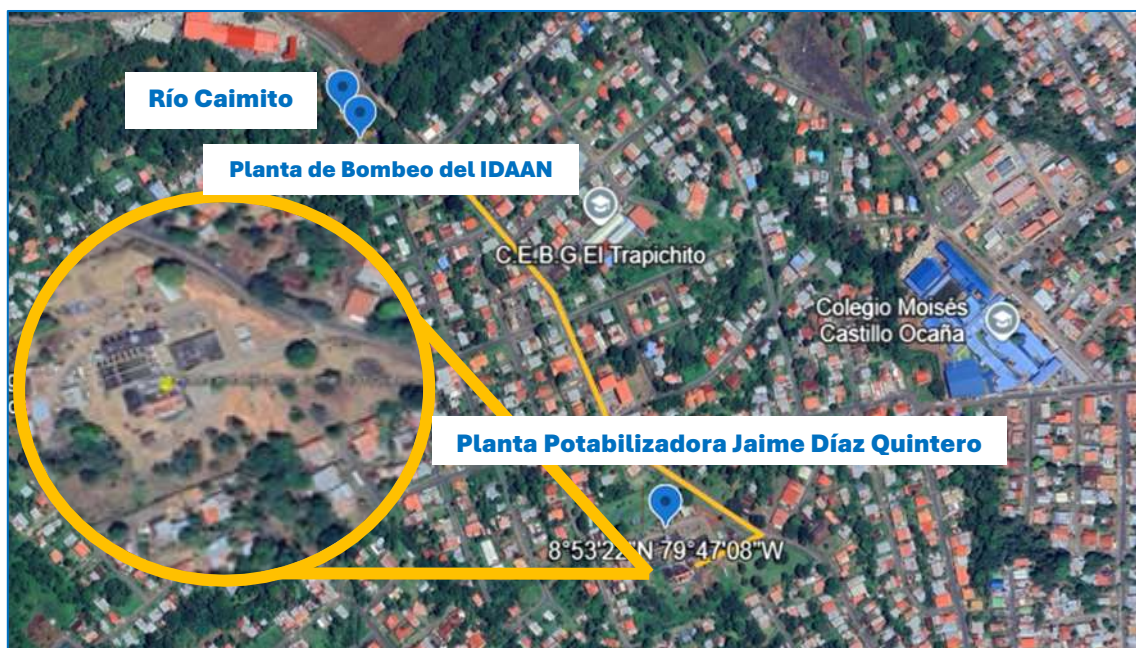 Río Caimito
Planta de Bombeo del IDAAN
C.E.B.G El Trapichito
Colegio Moisés
Castillo Ocaña
Planta Potabilizadora Jaime Díaz Quintero
8°53'22"N 79°47'08"W